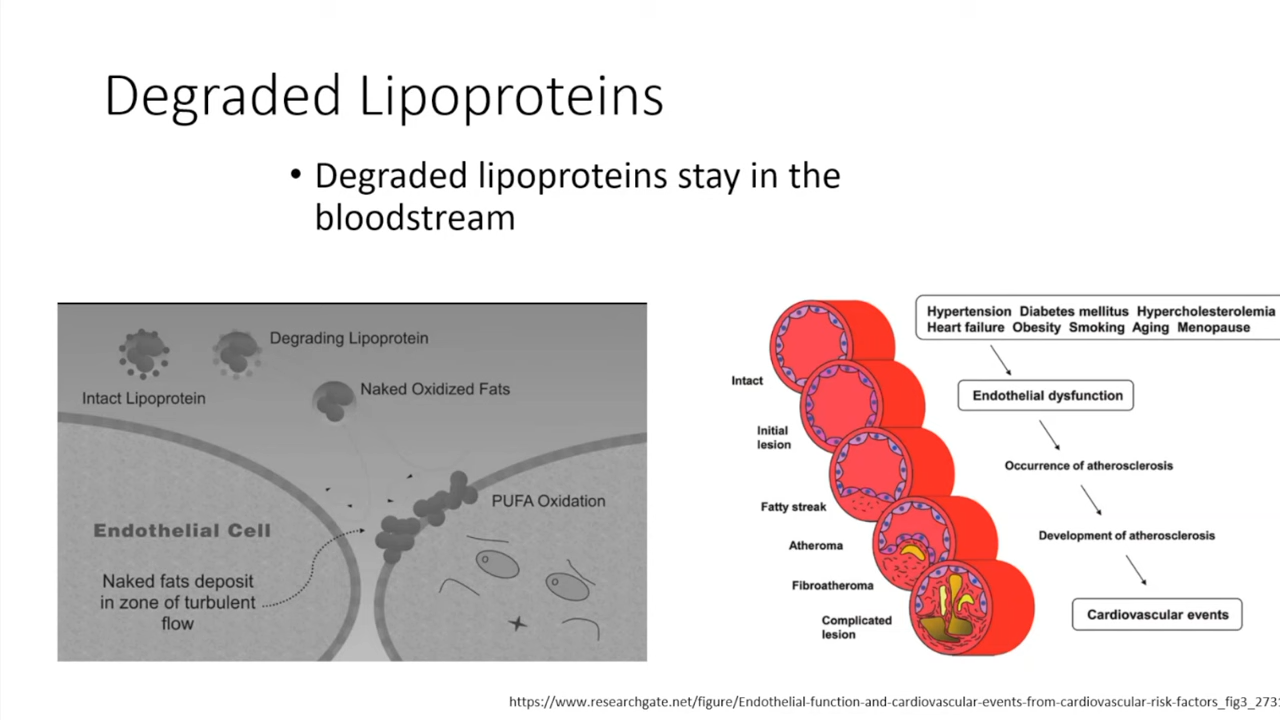 Degraded Lipoproteins
• Degraded lipoproteins stay in the
bloodstream
Degrading Lipoprotein
Intact Lipoprotein
Naked Oxidized Fats
PUFA Oxidation
Endothelial Cell
Naked fats deposit
in zone of turbulent
flow
Hypertension Diabetes mellitus Hypercholesterolemia
Heart failure Obesity Smoking Aging Menopause
Intact
Endothelial dysfunction
Initial
lesion
Occurrence of atherosclerosis
Fatty streak
Development of atherosclerosis
Atheroma
Fibroatheroma
Cardiovascular events
Complicated
lesion
https://www.researchgate.net/figure/Endothelial-function-and-cardiovascular-events-from-cardiovascular-risk-factors_fig3_273